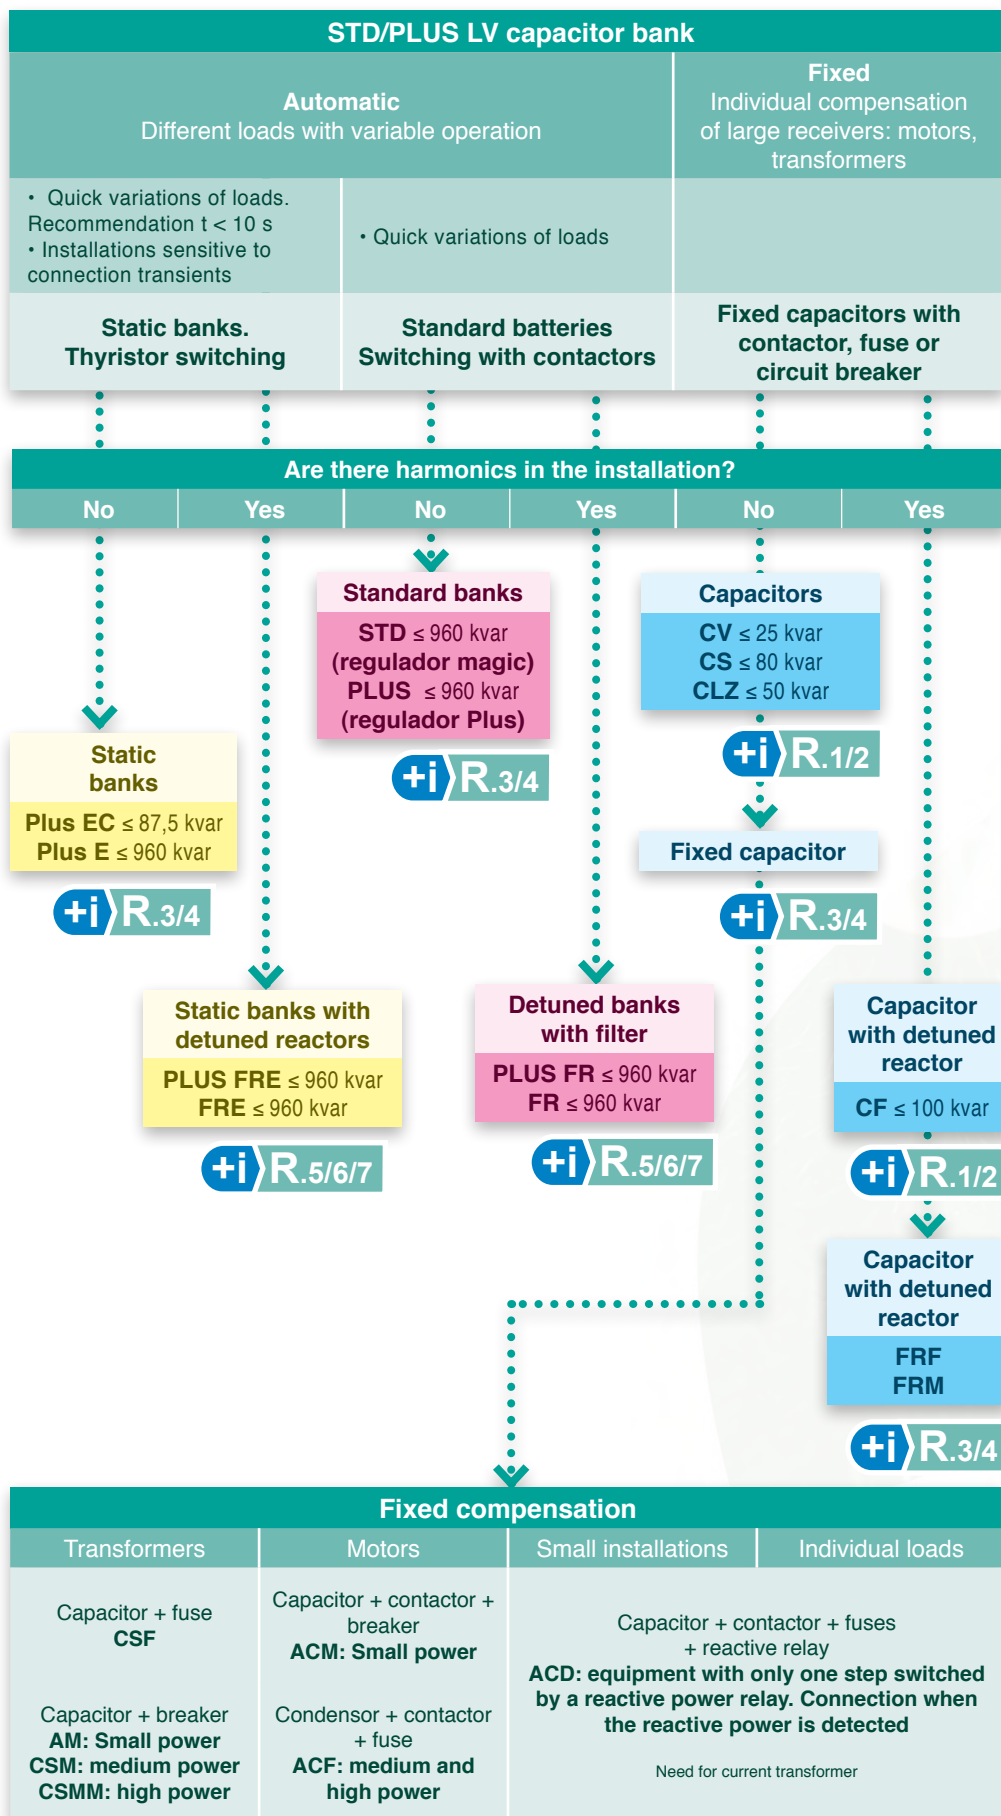 STD/PLUS LV capacitor bank
Automatic
Different loads with variable operation
Fixed
Individual compensation
of large receivers: motors,
transformers
• Quick variations of loads.
Recommendation t < 10 s
• Installations sensitive to
connection transients
• Quick variations of loads
Static banks.
Thyristor switching
Standard batteries
Switching with contactors
Fixed capacitors with
contactor, fuse or
circuit breaker
Are there harmonics in the installation?
No
Yes
No
Yes
No
Yes
Standard banks
STD ≤ 960 kvar
(regulador magic)
PLUS ≤ 960 kvar
(regulador Plus)
+i R.3/4
Capacitors
CV ≤ 25 kvar
CS ≤ 80 kvar
CLZ ≤ 50 kvar
+i R.1/2
Static
banks
Plus EC ≤ 87,5 kvar
Plus E ≤ 960 kvar
+i R.3/4
Fixed capacitor
+i R.3/4
Static banks with
detuned reactors
PLUS FRE ≤ 960 kvar
FRE ≤ 960 kvar
+i R.5/6/7
Detuned banks
with filter
PLUS FR ≤ 960 kvar
FR ≤ 960 kvar
+i R.5/6/7
Capacitor
with detuned
reactor
CF ≤ 100 kvar
+i R.1/2
Capacitor
with detuned
reactor
FRF
FRM
+i R.3/4
Fixed compensation
Transformers
Motors
Small installations
Individual loads
Capacitor + fuse
CSF
Capacitor + breaker
AM: Small power
CSM: medium power
CSMM: high power
Capacitor + contactor +
breaker
ACM: Small power
Condensor + contactor
+ fuse
ACF: medium and
high power
Capacitor + contactor + fuses
+ reactive relay
ACD: equipment with only one step switched
by a reactive power relay. Connection when
the reactive power is detected
Need for current transformer